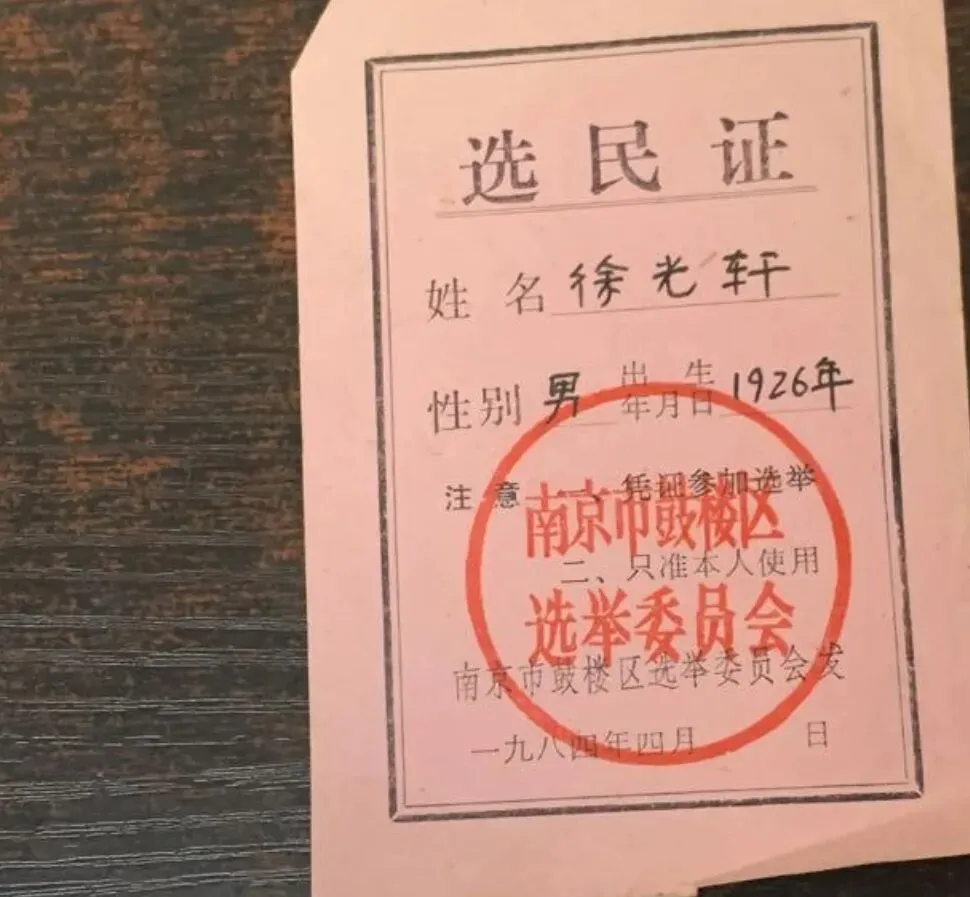 选民证
姓名 徐光轩
性别 男 出生年月日 1926年
注意 一、凭证参加选举
二、只准本人使用
南京市鼓楼区选举委员会发
一九八四年四月 日
南京市鼓楼区
选举委员会